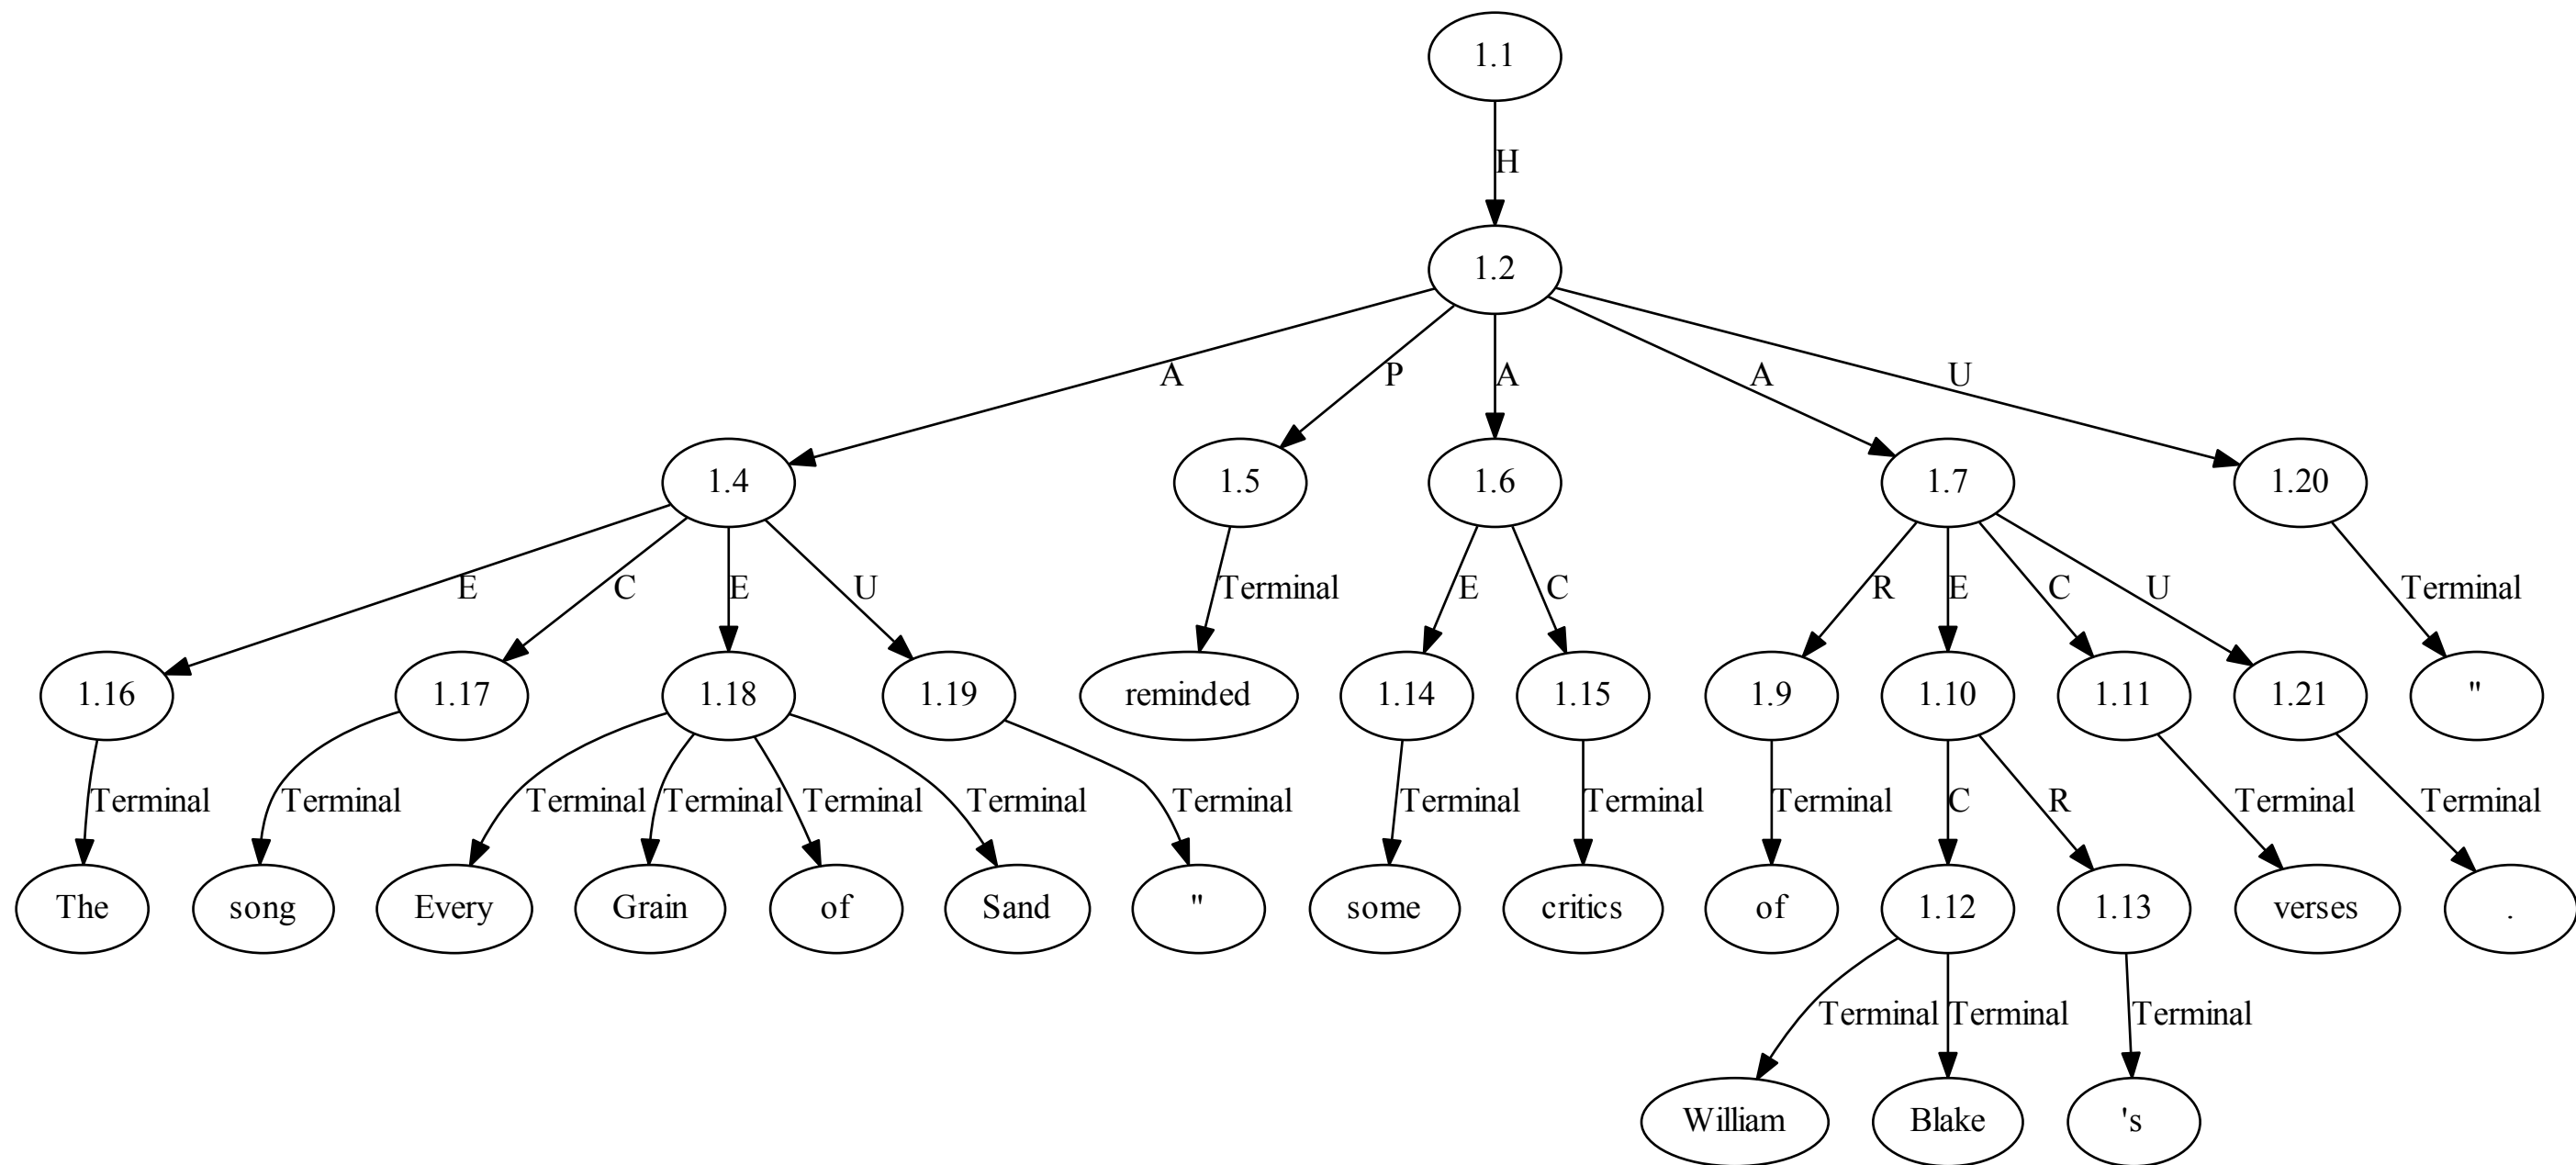 1.1
H
1.2
A P A A U
1.4 1.5 1.6 1.7 1.20
E C E U Terminal E C R E C U Terminal
1.16 1.17 1.18 1.19 reminded 1.14 1.15 1.9 1.10 1.11 1.21 "
Terminal Terminal Terminal Terminal Terminal Terminal Terminal Terminal Terminal Terminal C R Terminal Terminal
The song Every Grain of Sand " some critics of 1.12 1.13 verses .
Terminal Terminal Terminal
William Blake 's